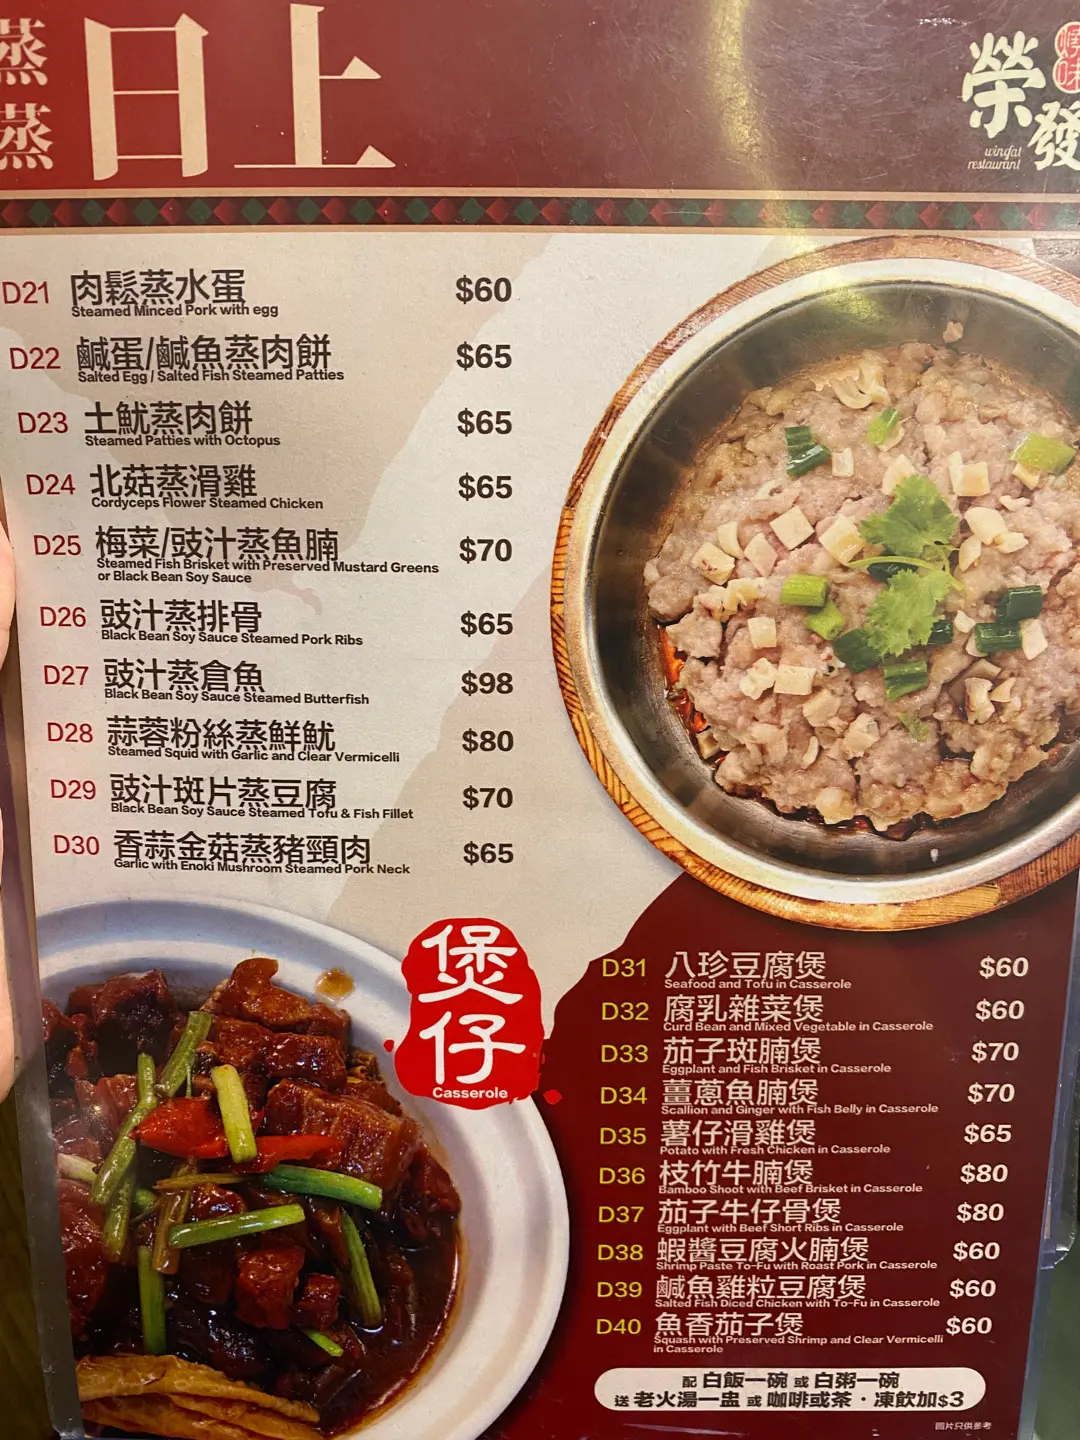 蒸 日 上
蒸
燒味
榮發
wingfat
restaurant
D21 肉鬆蒸水蛋 $60
Steamed Minced Pork with egg
D22 鹹蛋/鹹魚蒸肉餅 $65
Salted Egg / Salted Fish Steamed Patties
D23 土魷蒸肉餅 $65
Steamed Patties with Octopus
D24 北菇蒸滑雞 $65
Cordyceps Flower Steamed Chicken
D25 梅菜/豉汁蒸魚腩 $70
Steamed Fish Brisket with Preserved Mustard Greens
or Black Bean Soy Sauce
D26 豉汁蒸排骨 $65
Black Bean Soy Sauce Steamed Pork Ribs
D27 豉汁蒸倉魚 $98
Black Bean Soy Sauce Steamed Butterfish
D28 蒜蓉粉絲蒸鮮魷 $80
Steamed Squid with Garlic and Clear Vermicelli
D29 豉汁斑片蒸豆腐 $70
Black Bean Soy Sauce Steamed Tofu & Fish Fillet
D30 香蒜金菇蒸豬頸肉 $65
Garlic with Enoki Mushroom Steamed Pork Neck
煲仔
Casserole
D31 八珍豆腐煲 $60
Seafood and Tofu in Casserole
D32 腐乳雜菜煲 $60
Curd Bean and Mixed Vegetable in Casserole
D33 茄子斑腩煲 $70
Eggplant and Fish Brisket in Casserole
D34 薑蔥魚腩煲 $70
Scallion and Ginger with Fish Belly in Casserole
D35 薯仔滑雞煲 $65
Potato with Fresh Chicken in Casserole
D36 枝竹牛腩煲 $80
Bamboo Shoot with Beef Brisket in Casserole
D37 茄子牛仔骨煲 $80
Eggplant with Beef Short Ribs in Casserole
D38 蝦醬豆腐火腩煲 $60
Shrimp Paste To-Fu with Roast Pork in Casserole
D39 鹹魚雞粒豆腐煲 $60
Salted Fish Diced Chicken with To-Fu in Casserole
D40 魚香茄子煲 $60
Squash with Preserved Shrimp and Clear Vermicelli
in Casserole
配 白飯一碗 或 白粥一碗
送 老火湯一盅 或 咖啡或茶・凍飲加$3
圖片只供參考